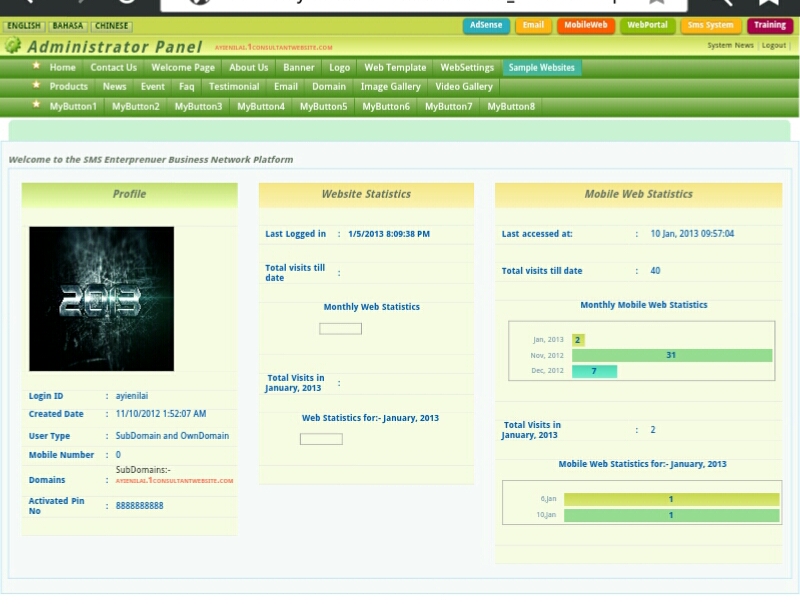 ENGLISH BAHASA CHINESE
AdSense Email MobileWeb WebPortal Sms System Training
Administrator Panel AYIENILAI.1CONSULTANTWEBSITE.COM
System News | Logout
Home Contact Us Welcome Page About Us Banner Logo Web Template WebSettings Sample Websites
Products News Event Faq Testimonial Email Domain Image Gallery Video Gallery
MyButton1 MyButton2 MyButton3 MyButton4 MyButton5 MyButton6 MyButton7 MyButton8
Welcome to the SMS Enterprenuer Business Network Platform
Profile
2013
Login ID : ayienilai
Created Date : 11/10/2012 1:52:07 AM
User Type : SubDomain and OwnDomain
Mobile Number : 0
Domains : SubDomains:-
AYIENILAI.1CONSULTANTWEBSITE.COM
Activated Pin No : 8888888888
Website Statistics
Last Logged in : 1/5/2013 8:09:38 PM
Total visits till date :
Monthly Web Statistics
Total Visits in January, 2013 :
Web Statistics for:- January, 2013
Mobile Web Statistics
Last accessed at: : 10 Jan, 2013 09:57:04
Total visits till date : 40
Monthly Mobile Web Statistics
Jan, 2013 2
Nov, 2012 31
Dec, 2012 7
Total Visits in January, 2013 : 2
Mobile Web Statistics for:- January, 2013
6,Jan 1
10,Jan 1